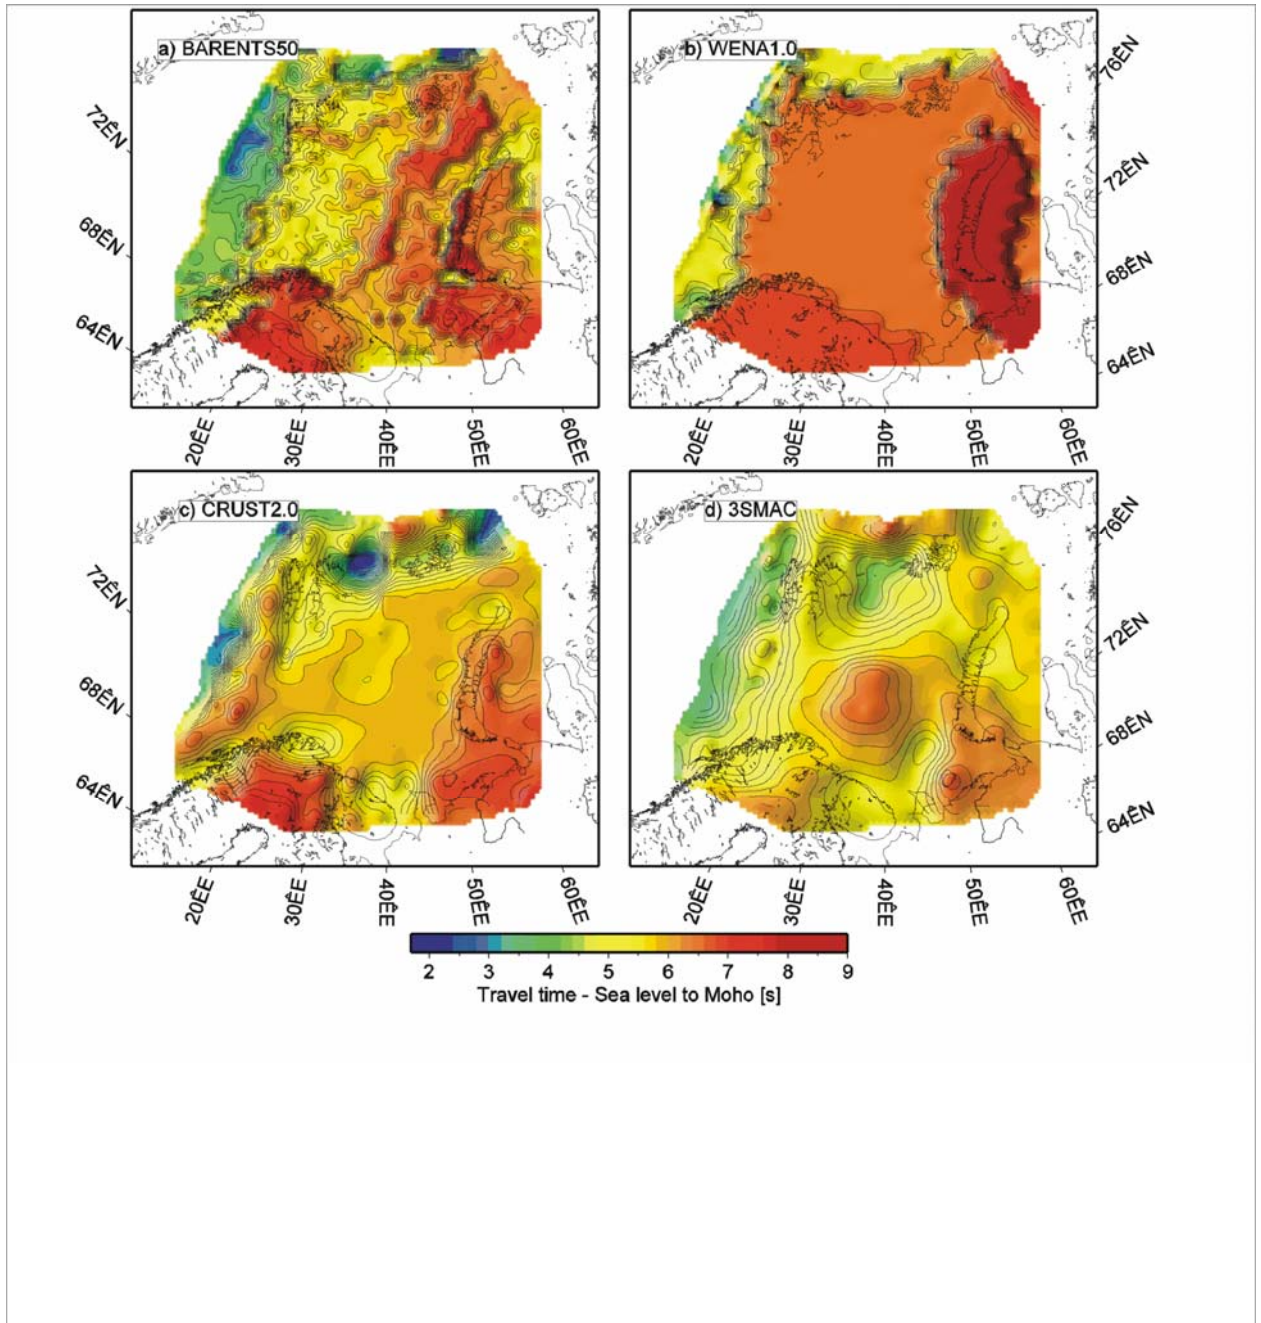 a) BARENTS50
b) WENA1.0
72ÊN
68ÊN
64ÊN
76ÊN
72ÊN
68ÊN
64ÊN
20ÊE
30ÊE
40ÊE
50ÊE
60ÊE
20ÊE
30ÊE
40ÊE
50ÊE
60ÊE
c) CRUST2.0
d) 3SMAC
72ÊN
68ÊN
64ÊN
76ÊN
72ÊN
68ÊN
64ÊN
20ÊE
30ÊE
40ÊE
50ÊE
60ÊE
20ÊE
30ÊE
40ÊE
50ÊE
60ÊE
2 3 4 5 6 7 8 9
Travel time - Sea level to Moho [s]